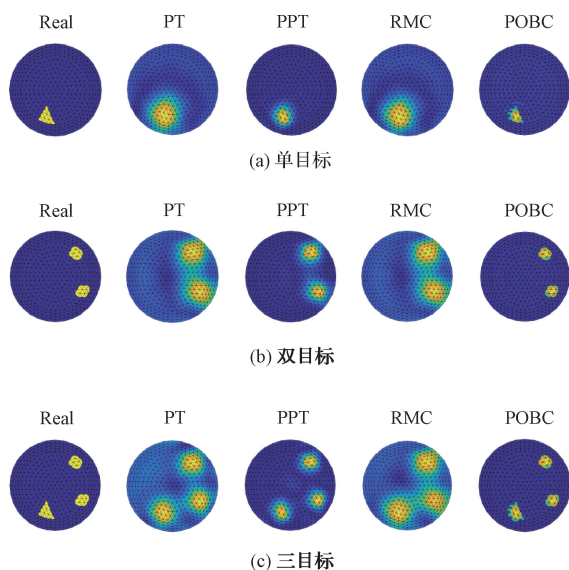 Real PT PPT RMC POBC
(a) 单目标
Real PT PPT RMC POBC
(b) 双目标
Real PT PPT RMC POBC
(c) 三目标